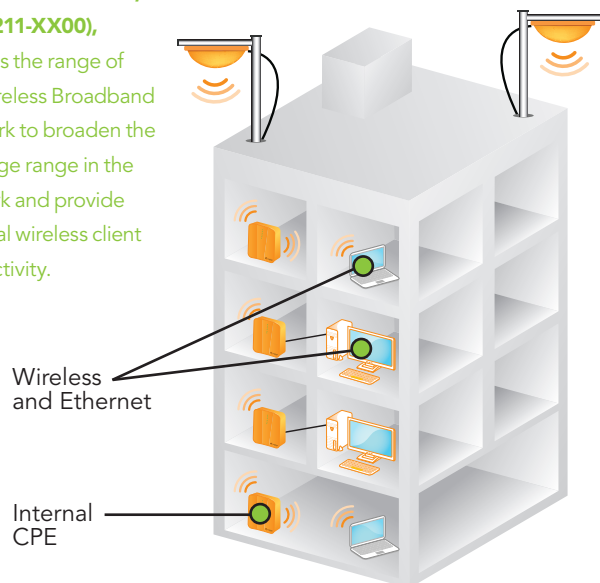 211-XX00),
s the range of
reless Broadband
rk to broaden the
ge range in the
k and provide
al wireless client
ctivity.
Wireless
and Ethernet
Internal
CPE